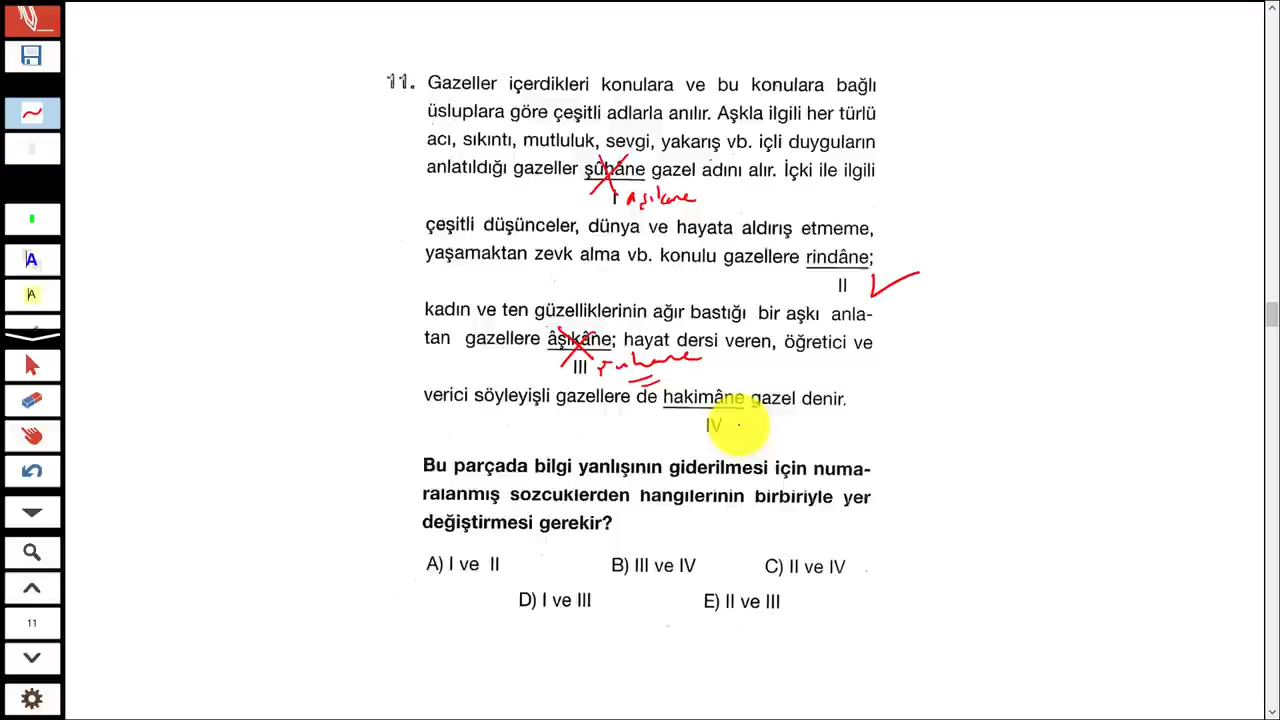 11. Gazeller içerdikleri konulara ve bu konulara bağlı
üsluplara göre çeşitli adlarla anılır. Aşkla ilgili her türlü
acı, sıkıntı, mutluluk, sevgi, yakarış vb. içli duyguların
anlatıldığı gazeller şûhâne gazel adını alır. İçki ile ilgili
I aşıkane
çeşitli düşünceler, dünya ve hayata aldırış etmeme,
yaşamaktan zevk alma vb. konulu gazellere rindâne;
II
kadın ve ten güzelliklerinin ağır bastığı bir aşkı anla-
tan gazellere âşıkâne; hayat dersi veren, öğretici ve
III şuhane
verici söyleyişli gazellere de hakimâne gazel denir.
IV
Bu parçada bilgi yanlışının giderilmesi için numa-
ralanmış sözcüklerden hangilerinin birbiriyle yer
değiştirmesi gerekir?
A) I ve II B) III ve IV C) II ve IV
D) I ve III E) II ve III
A
A
11